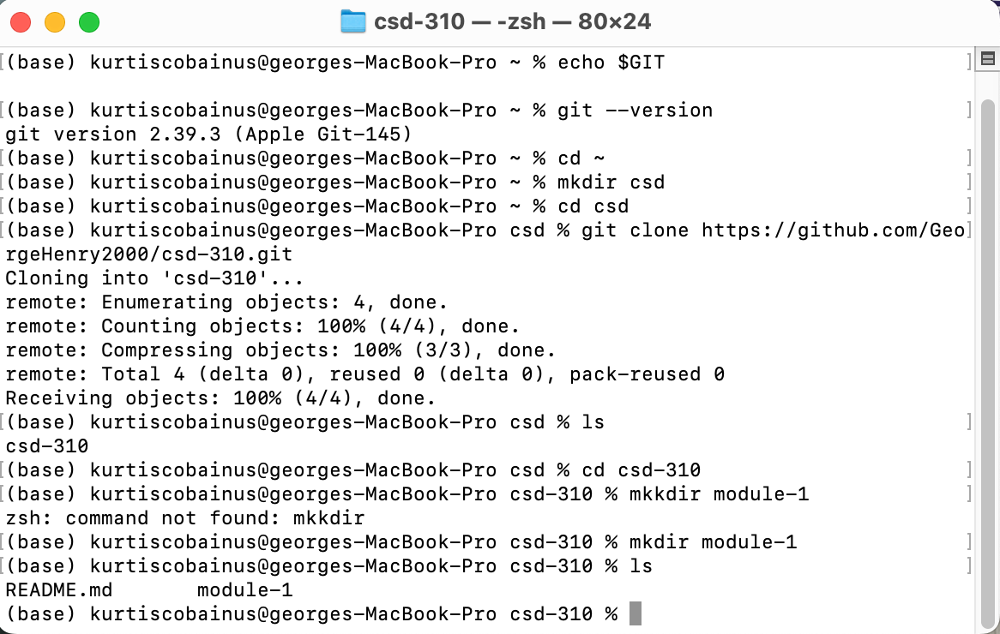 csd-310 — -zsh — 80×24
(base) kurtiscobainus@georges-MacBook-Pro ~ % echo $GIT
(base) kurtiscobainus@georges-MacBook-Pro ~ % git --version
git version 2.39.3 (Apple Git-145)
(base) kurtiscobainus@georges-MacBook-Pro ~ % cd ~
(base) kurtiscobainus@georges-MacBook-Pro ~ % mkdir csd
(base) kurtiscobainus@georges-MacBook-Pro ~ % cd csd
(base) kurtiscobainus@georges-MacBook-Pro csd % git clone https://github.com/Geo
rgeHenry2000/csd-310.git
Cloning into 'csd-310'...
remote: Enumerating objects: 4, done.
remote: Counting objects: 100% (4/4), done.
remote: Compressing objects: 100% (3/3), done.
remote: Total 4 (delta 0), reused 0 (delta 0), pack-reused 0
Receiving objects: 100% (4/4), done.
(base) kurtiscobainus@georges-MacBook-Pro csd % ls
csd-310
(base) kurtiscobainus@georges-MacBook-Pro csd % cd csd-310
(base) kurtiscobainus@georges-MacBook-Pro csd-310 % mkkdir module-1
zsh: command not found: mkkdir
(base) kurtiscobainus@georges-MacBook-Pro csd-310 % mkdir module-1
(base) kurtiscobainus@georges-MacBook-Pro csd-310 % ls
README.md       module-1
(base) kurtiscobainus@georges-MacBook-Pro csd-310 %